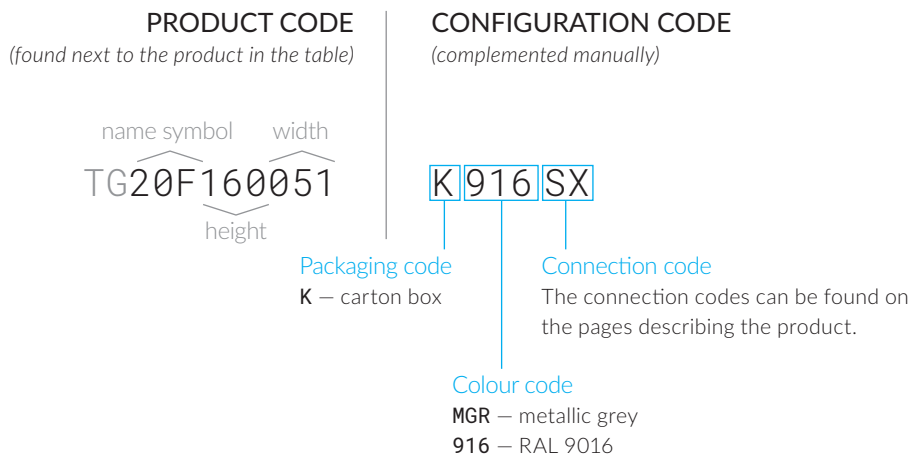 PRODUCT CODE
(found next to the product in the table)
CONFIGURATION CODE
(complemented manually)
name symbol width
TG20F160051
height
K 916 SX
Packaging code
K — carton box
Connection code
The connection codes can be found on
the pages describing the product.
Colour code
MGR — metallic grey
916 — RAL 9016